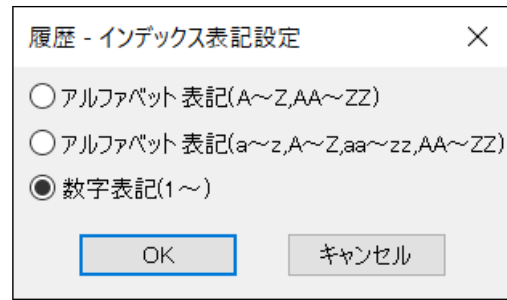 履歴 - インデックス表記設定
アルファベット表記(A～Z,AA～ZZ)
アルファベット表記(a～z,A～Z,aa～zz,AA～ZZ)
数字表記(1～)
OK キャンセル